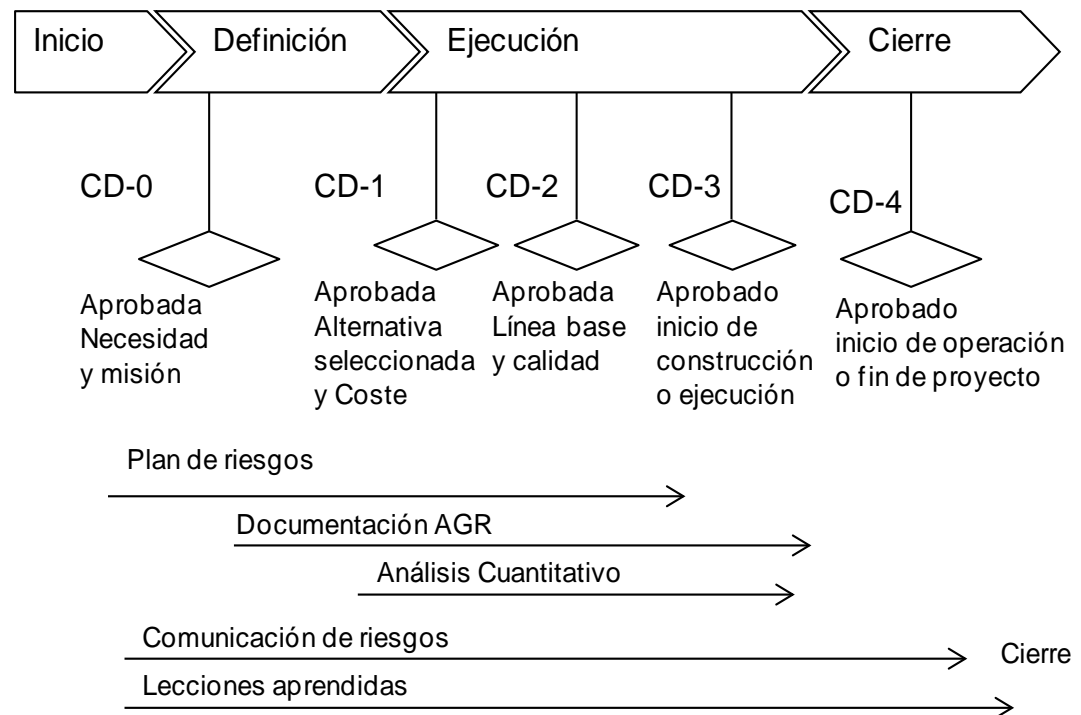 Inicio
Definición
Ejecución
Cierre
CD-0
CD-1
CD-2
CD-3
CD-4
Aprobada
Necesidad
y misión
Aprobada
Alternativa
seleccionada
y Coste
Aprobada
Línea base
y calidad
Aprobado
inicio de
construcción
o ejecución
Aprobado
inicio de operación
o fin de proyecto
Plan de riesgos
Documentación AGR
Análisis Cuantitativo
Comunicación de riesgos
Cierre
Lecciones aprendidas